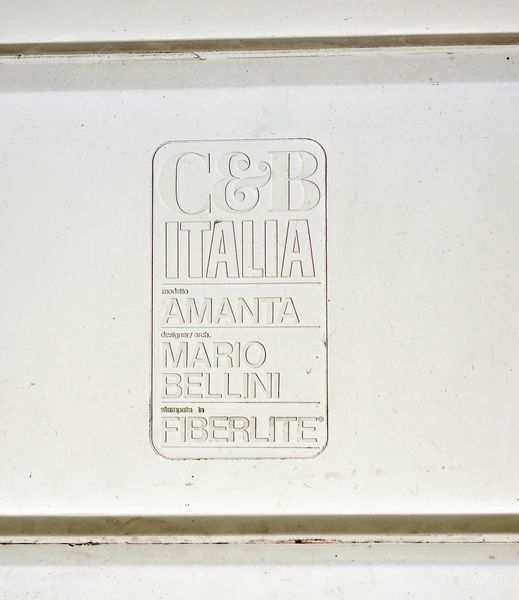 C&B
ITALIA
modello
AMANTA
designer/arch.
MARIO
BELLINI
stampata in
FIBERLITE®